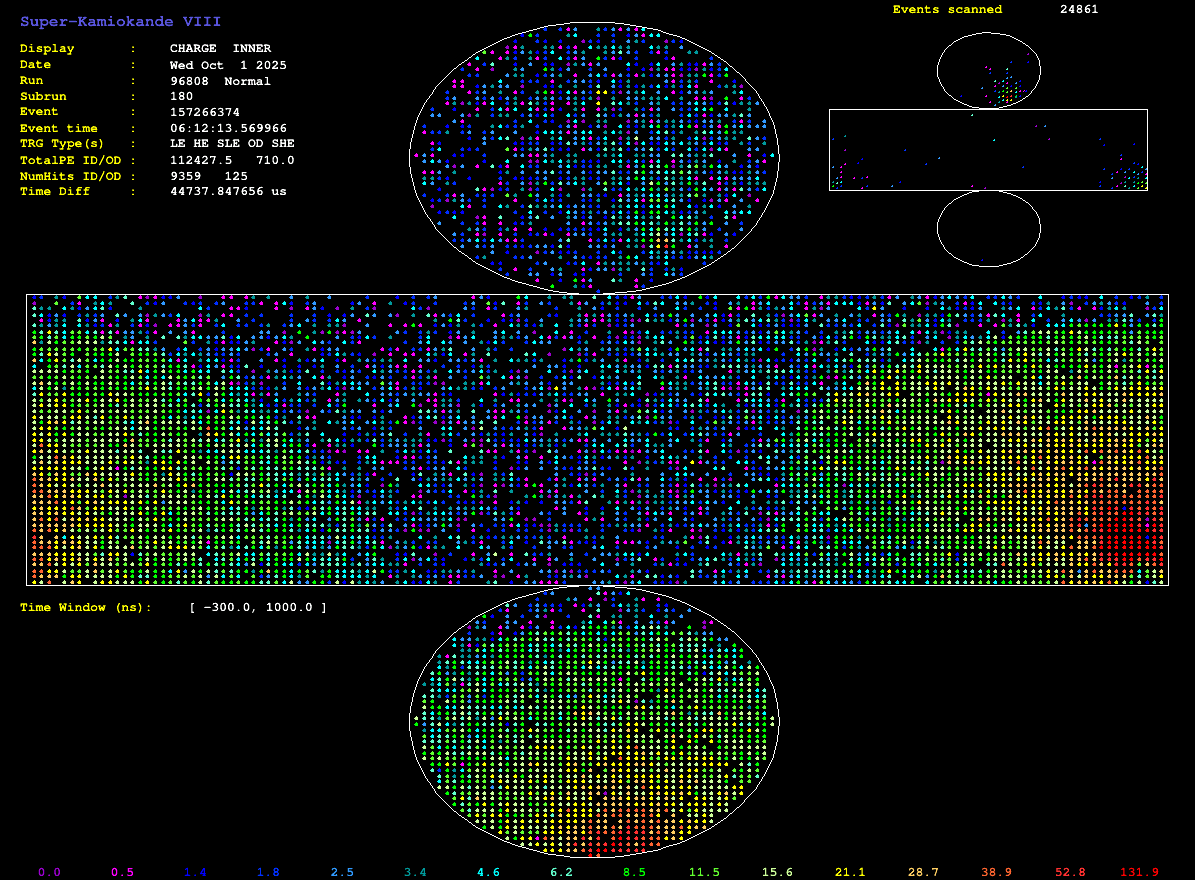 Super-Kamiokande VIII
Events scanned 24861
Display : CHARGE INNER
Date : Wed Oct 1 2025
Run : 96808 Normal
Subrun : 180
Event : 157266374
Event time : 06:12:13.569966
TRG Type(s) : LE HE SLE OD SHE
TotalPE ID/OD : 112427.5 710.0
NumHits ID/OD : 9359 125
Time Diff : 44737.847656 us
Time Window (ns): [ -300.0, 1000.0 ]
0.0 0.5 1.4 1.8 2.5 3.4 4.6 6.2 8.5 11.5 15.6 21.1 28.7 38.9 52.8 131.9